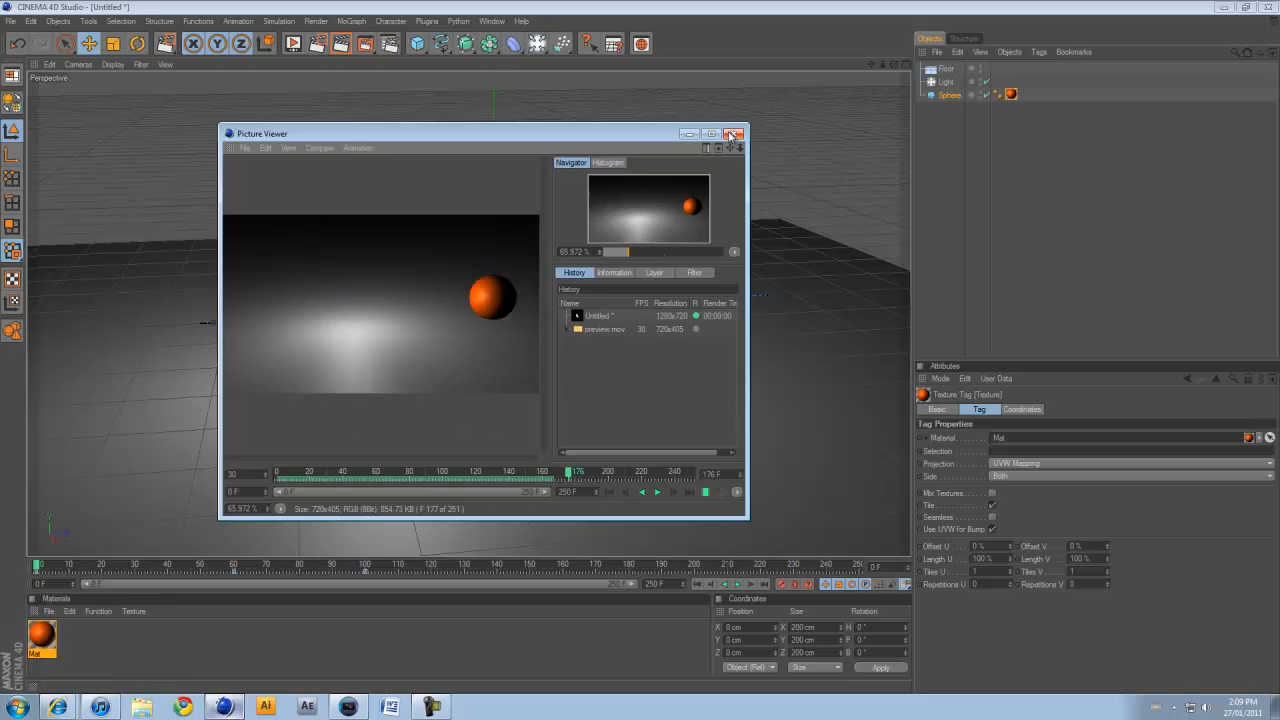 CINEMA 4D Studio - [Untitled *]
File Edit Objects Tools Selection Structure Functions Animation Simulation Render MoGraph Character Plugins Python Window Help
X Y Z
Edit Cameras Display Filter View
Perspective
Picture Viewer
File Edit View Compare Animation
Navigator Histogram
65.972 %
History Information Layer Filter
History
Name FPS Resolution R Render Tir
Untitled * 1280x720 00:00:00
preview.mov 30 720x405
30 0 20 40 60 80 100 120 140 160 176 200 220 240 176 F
0 F 0 F 250 F 250 F
65.972 % Size: 720x405, RGB (8Bit), 854.73 KB ( F 177 of 251 )
Y
0 10 20 30 40 50 60 70 80 90 100 110 120 130 140 150 160 170 180 190 200 210 220 230 240 0 F
0 F 0 F 250 F 250 F
Materials
File Edit Function Texture
Mat
MAXON
CINEMA 4D
Coordinates
Position Size Rotation
X 0 cm X 200 cm H 0 °
Y 0 cm Y 200 cm P 0 °
Z 0 cm Z 200 cm B 0 °
Object (Rel) Size Apply
Objects Structure
File Edit View Objects Tags Bookmarks
Floor
Light
Sphere
Attributes
Mode Edit User Data
Texture Tag [Texture]
Basic Tag Coordinates
Tag Properties
Material Mat
Selection
Projection UVW Mapping
Side Both
Mix Textures
Tile
Seamless
Use UVW for Bump
Offset U 0 % Offset V 0 %
Length U 100 % Length V 100 %
Tiles U 1 Tiles V 1
Repetitions U 0 Repetitions V 0
Ai
Ae
W
2:09 PM
27/01/2011